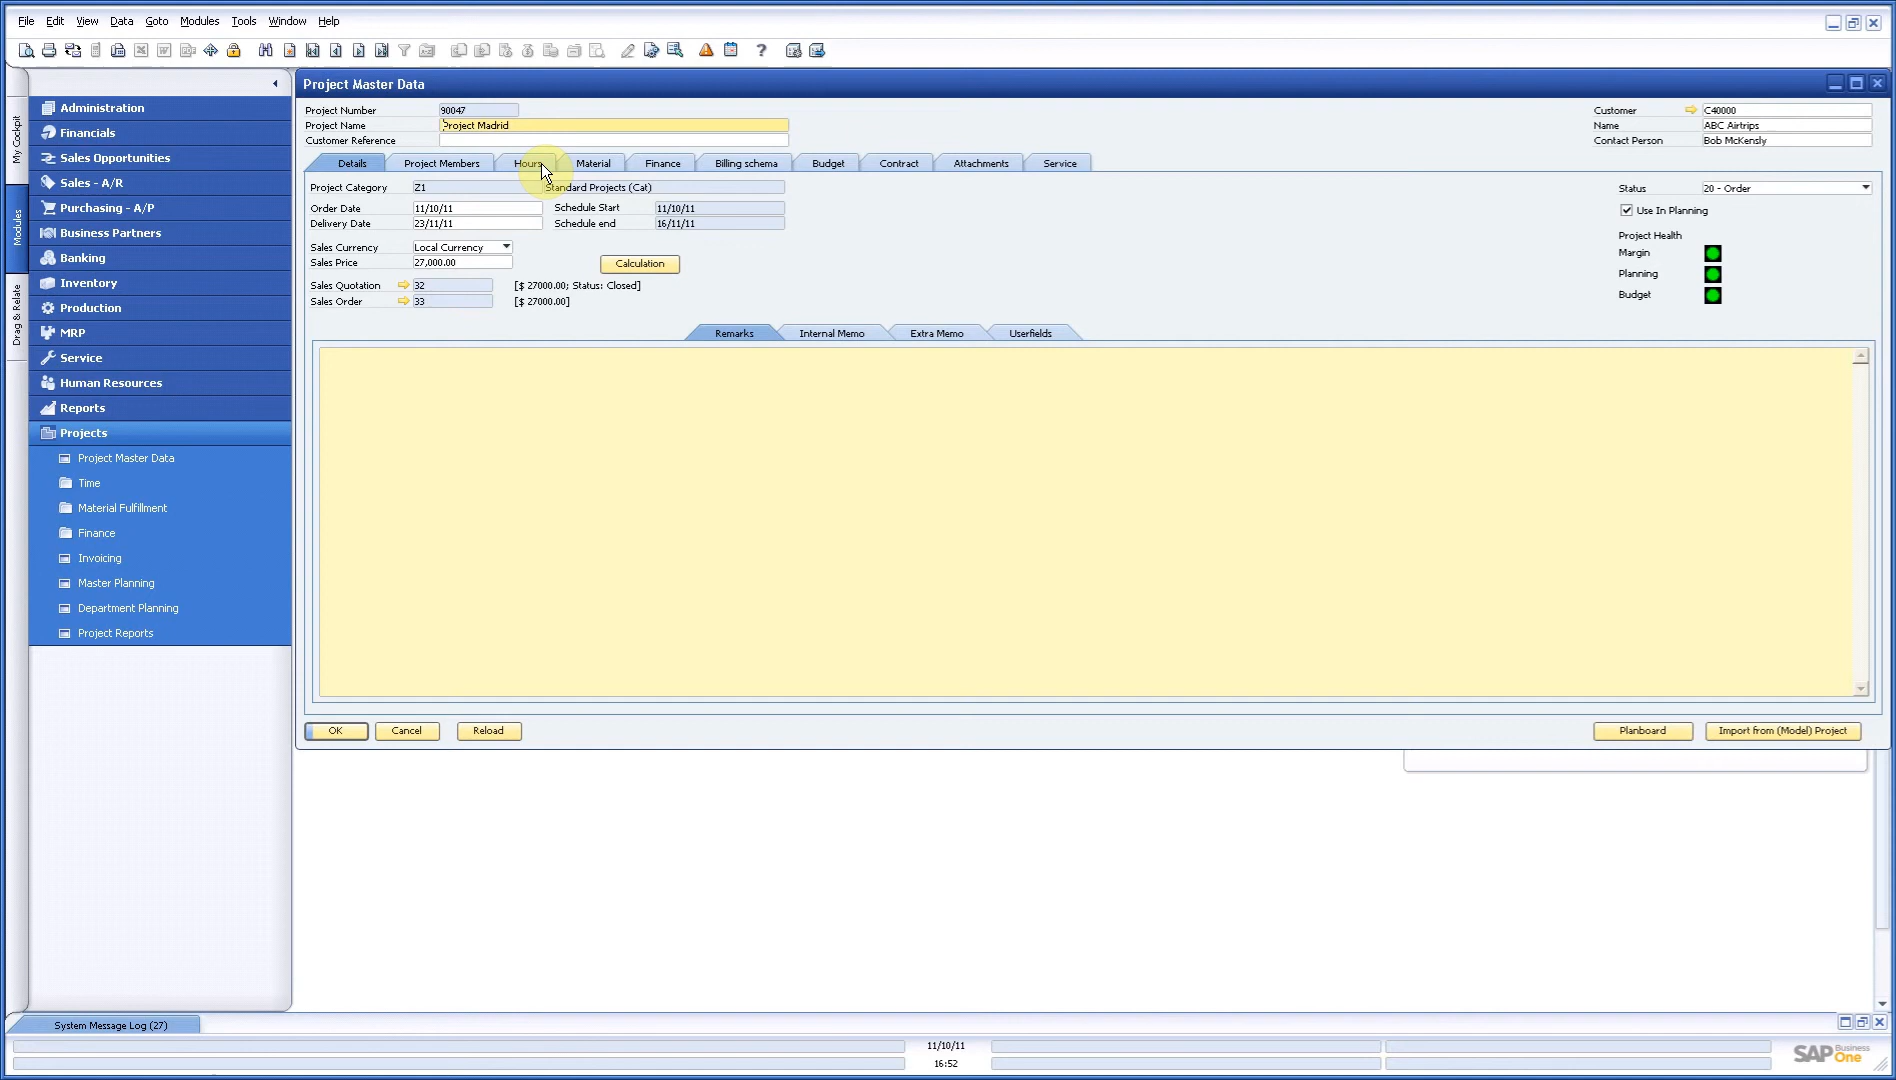 File Edit View Data Goto Modules Tools Window Help
Project Master Data
My Cockpit
Modules
Drag & Relate
Administration
Financials
Sales Opportunities
Sales - A/R
Purchasing - A/P
Business Partners
Banking
Inventory
Production
MRP
Service
Human Resources
Reports
Projects
Project Master Data
Time
Material Fulfillment
Finance
Invoicing
Master Planning
Department Planning
Project Reports
Project Number 90047 Customer C40000
Project Name Project Madrid Name ABC Airtrips
Customer Reference Contact Person Bob McKensly
Details Project Members Hours Material Finance Billing schema Budget Contract Attachments Service
Project Category Z1 Standard Projects (Cat) Status 20 - Order
Order Date 11/10/11 Schedule Start 11/10/11 Use In Planning
Delivery Date 23/11/11 Schedule end 16/11/11
Project Health
Sales Currency Local Currency Margin
Sales Price 27,000.00 Calculation Planning
Sales Quotation 32 [$ 27000.00; Status: Closed]
Sales Order 33 [$ 27000.00] Budget
Remarks Internal Memo Extra Memo Userfields
OK Cancel Reload Planboard Import from (Model) Project
System Message Log (27)
11/10/11
16:52
SAP Business One